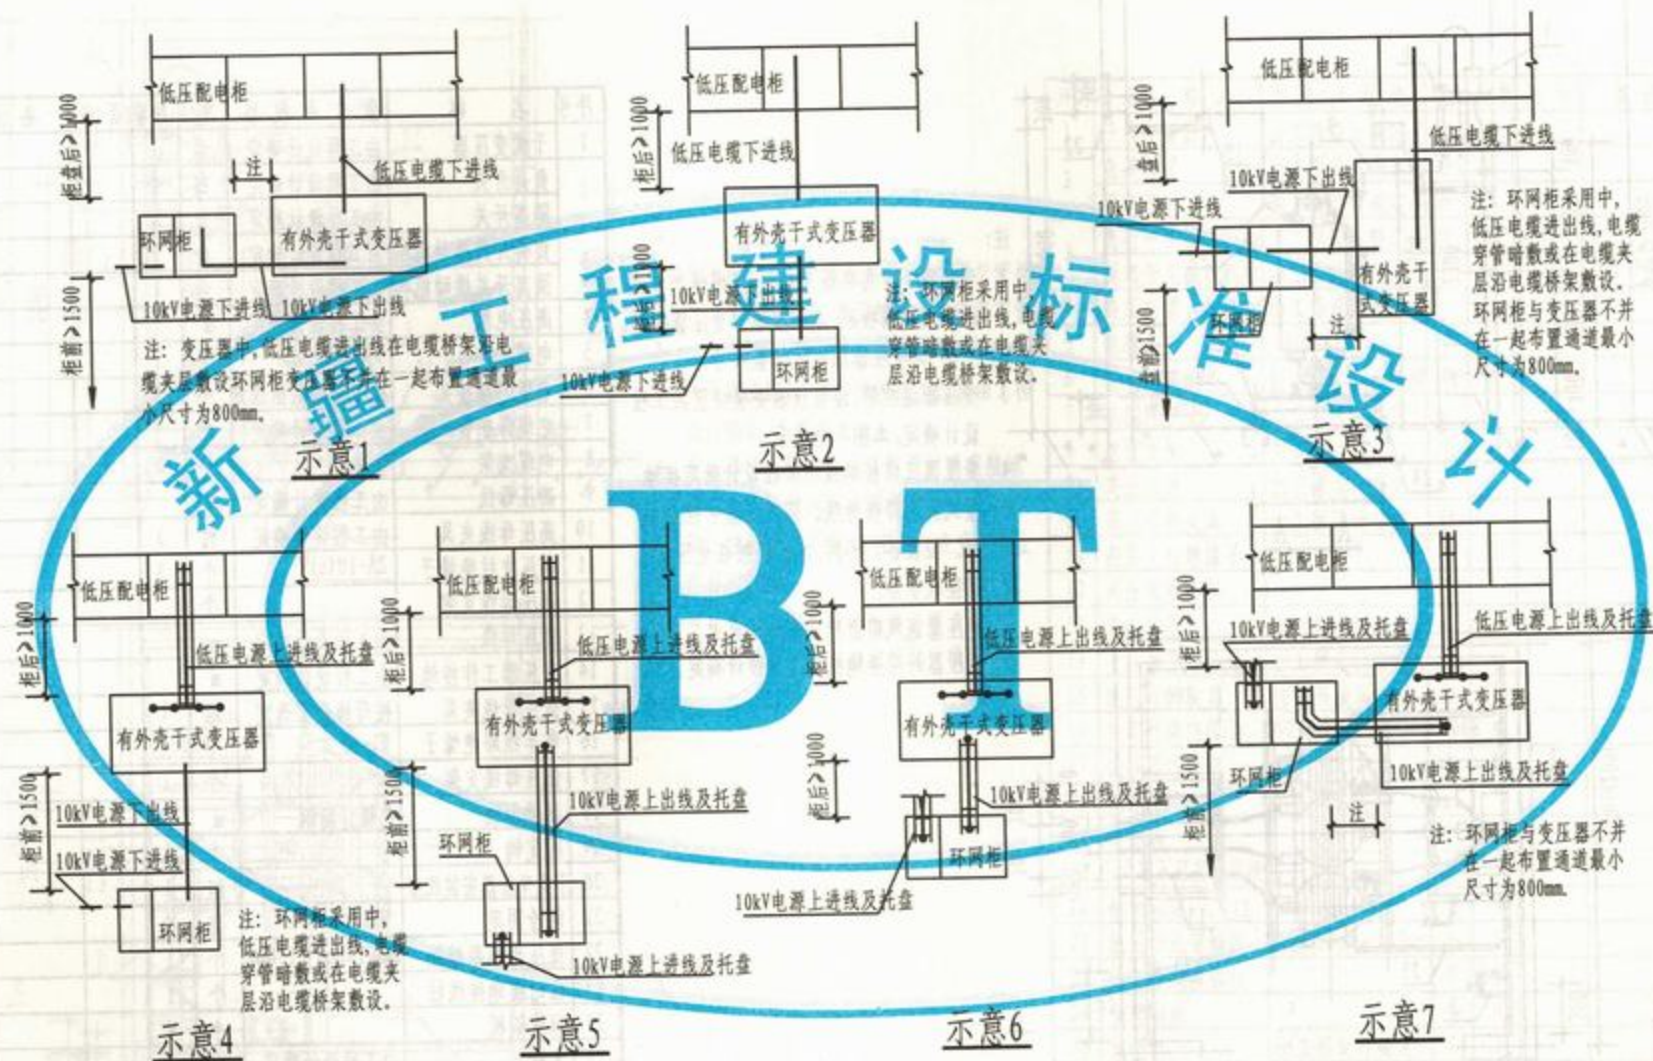 低压配电柜
柜盘后>1000
注
低压电缆下进线
环网柜
有外壳干式变压器
10kV电源下进线
10kV电源下出线
柜前>1500
注：变压器中,低压电缆进出线在电缆桥架沿电
缆夹层敷设环网柜变压器不并在一起布置通道最
小尺寸为800mm.
示意1
低压配电柜
柜后>1000
低压电缆下进线
有外壳干式变压器
柜后>1000
10kV电源下出线
10kV电源下进线
环网柜
注：环网柜采用中,
低压电缆进出线,电缆
穿管暗敷或在电缆夹
层沿电缆桥架敷设。
示意2
低压配电柜
盘后>1000
低压电缆下进线
10kV电源下出线
10kV电源下进线
有外壳干
式变压器
环网柜
注
>1500
注：环网柜采用中,
低压电缆进出线,电缆
穿管暗敷或在电缆夹
层沿电缆桥架敷设。
环网柜与变压器不并
在一起布置通道最小
尺寸为800mm。
示意3
新疆工程建设标准设计
BT
低压配电柜
柜后>1000
低压电源上进线及托盘
有外壳干式变压器
柜前>1500
10kV电源下出线
10kV电源下进线
环网柜
注：环网柜采用中,
低压电缆进出线,电缆
穿管暗敷或在电缆夹
层沿电缆桥架敷设。
示意4
低压配电柜
柜后>1000
低压电源上进线及托盘
有外壳干式变压器
柜前>1500
10kV电源上出线及托盘
环网柜
10kV电源上进线及托盘
示意5
低压配电柜
柜后>1000
低压电源上出线及托盘
有外壳干式变压器
柜后>1000
10kV电源上出线及托盘
环网柜
10kV电源上进线及托盘
示意6
低压配电柜
柜后>1000
10kV电源上进线及托盘
低压电源上出线及托盘
有外壳干式变压器
柜前>1500
环网柜
10kV电源上出线及托盘
注
注：环网柜与变压器不并
在一起布置通道最小
尺寸为800mm.
示意7